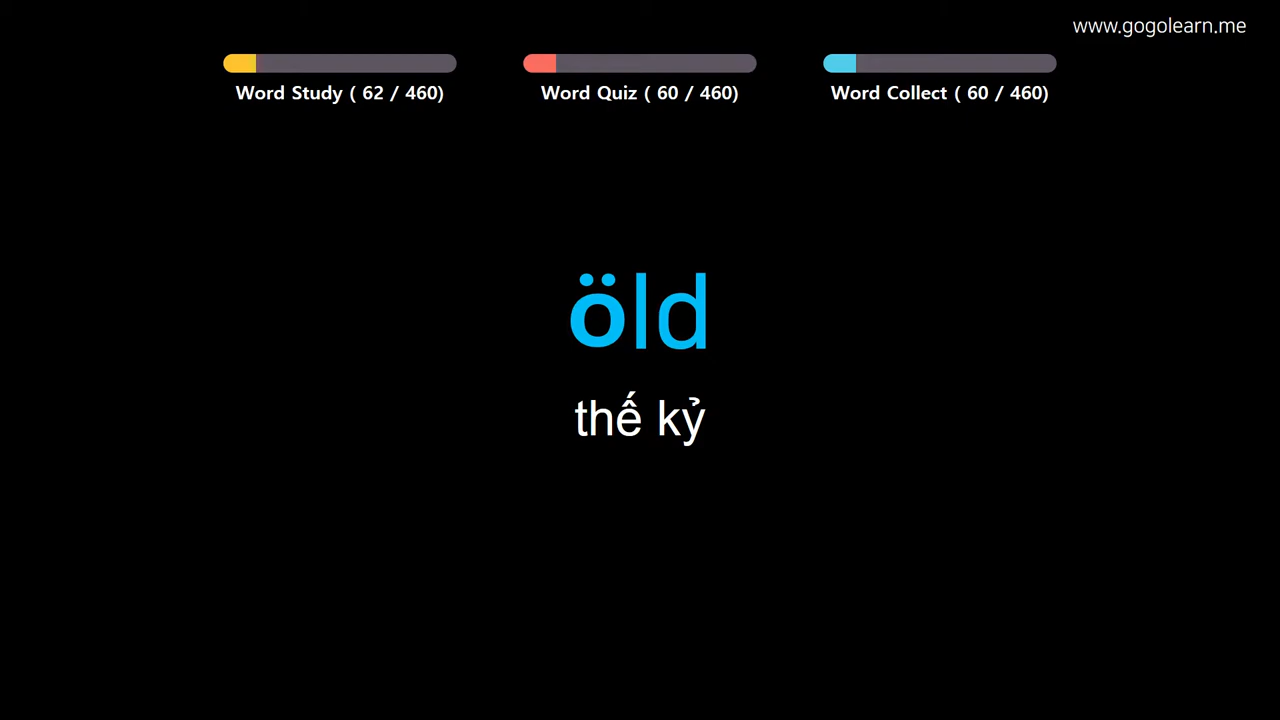 www.gogolearn.me
Word Study ( 62 / 460)
Word Quiz ( 60 / 460)
Word Collect ( 60 / 460)
öld
thế kỷ